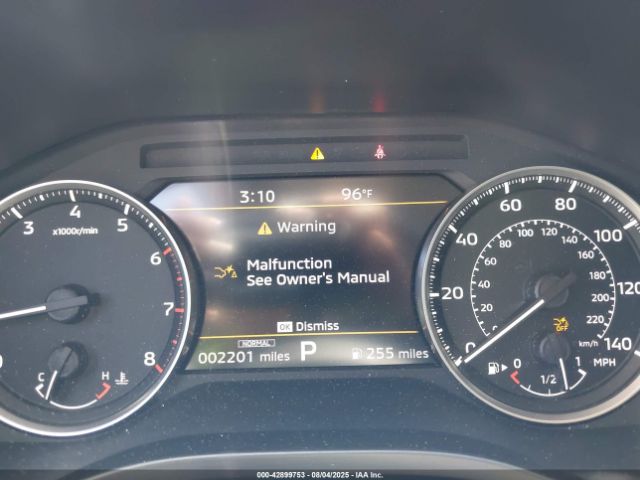 3:10 96°F
Warning
Malfunction
See Owner's Manual
OK Dismiss
NORMAL
002201 miles P 255 miles
3 4 5 6 7 8
x1000r/min
C H
0 20 40 60 80 100 120 140
20 40 60 80 100 120 140 160 180 200 220
km/h
MPH
OFF
0 1/2 1
000-42899753 - 08/04/2025 - IAA Inc.